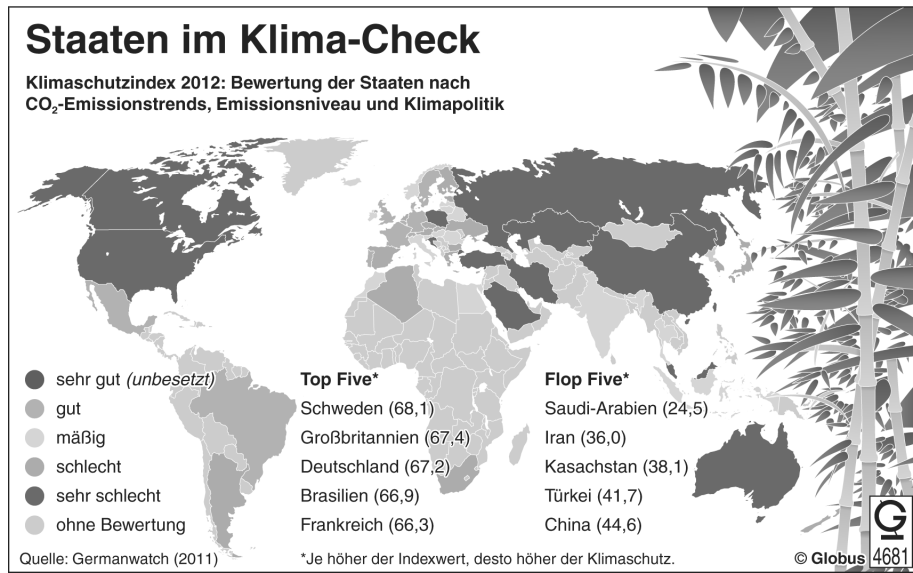 Staaten im Klima-Check
Klimaschutzindex 2012: Bewertung der Staaten nach
CO₂-Emissionstrends, Emissionsniveau und Klimapolitik
sehr gut (unbesetzt)
gut
mäßig
schlecht
sehr schlecht
ohne Bewertung
Top Five*
Schweden (68,1)
Großbritannien (67,4)
Deutschland (67,2)
Brasilien (66,9)
Frankreich (66,3)
Flop Five*
Saudi-Arabien (24,5)
Iran (36,0)
Kasachstan (38,1)
Türkei (41,7)
China (44,6)
Quelle: Germanwatch (2011)
*Je höher der Indexwert, desto höher der Klimaschutz.
© Globus
G
4681